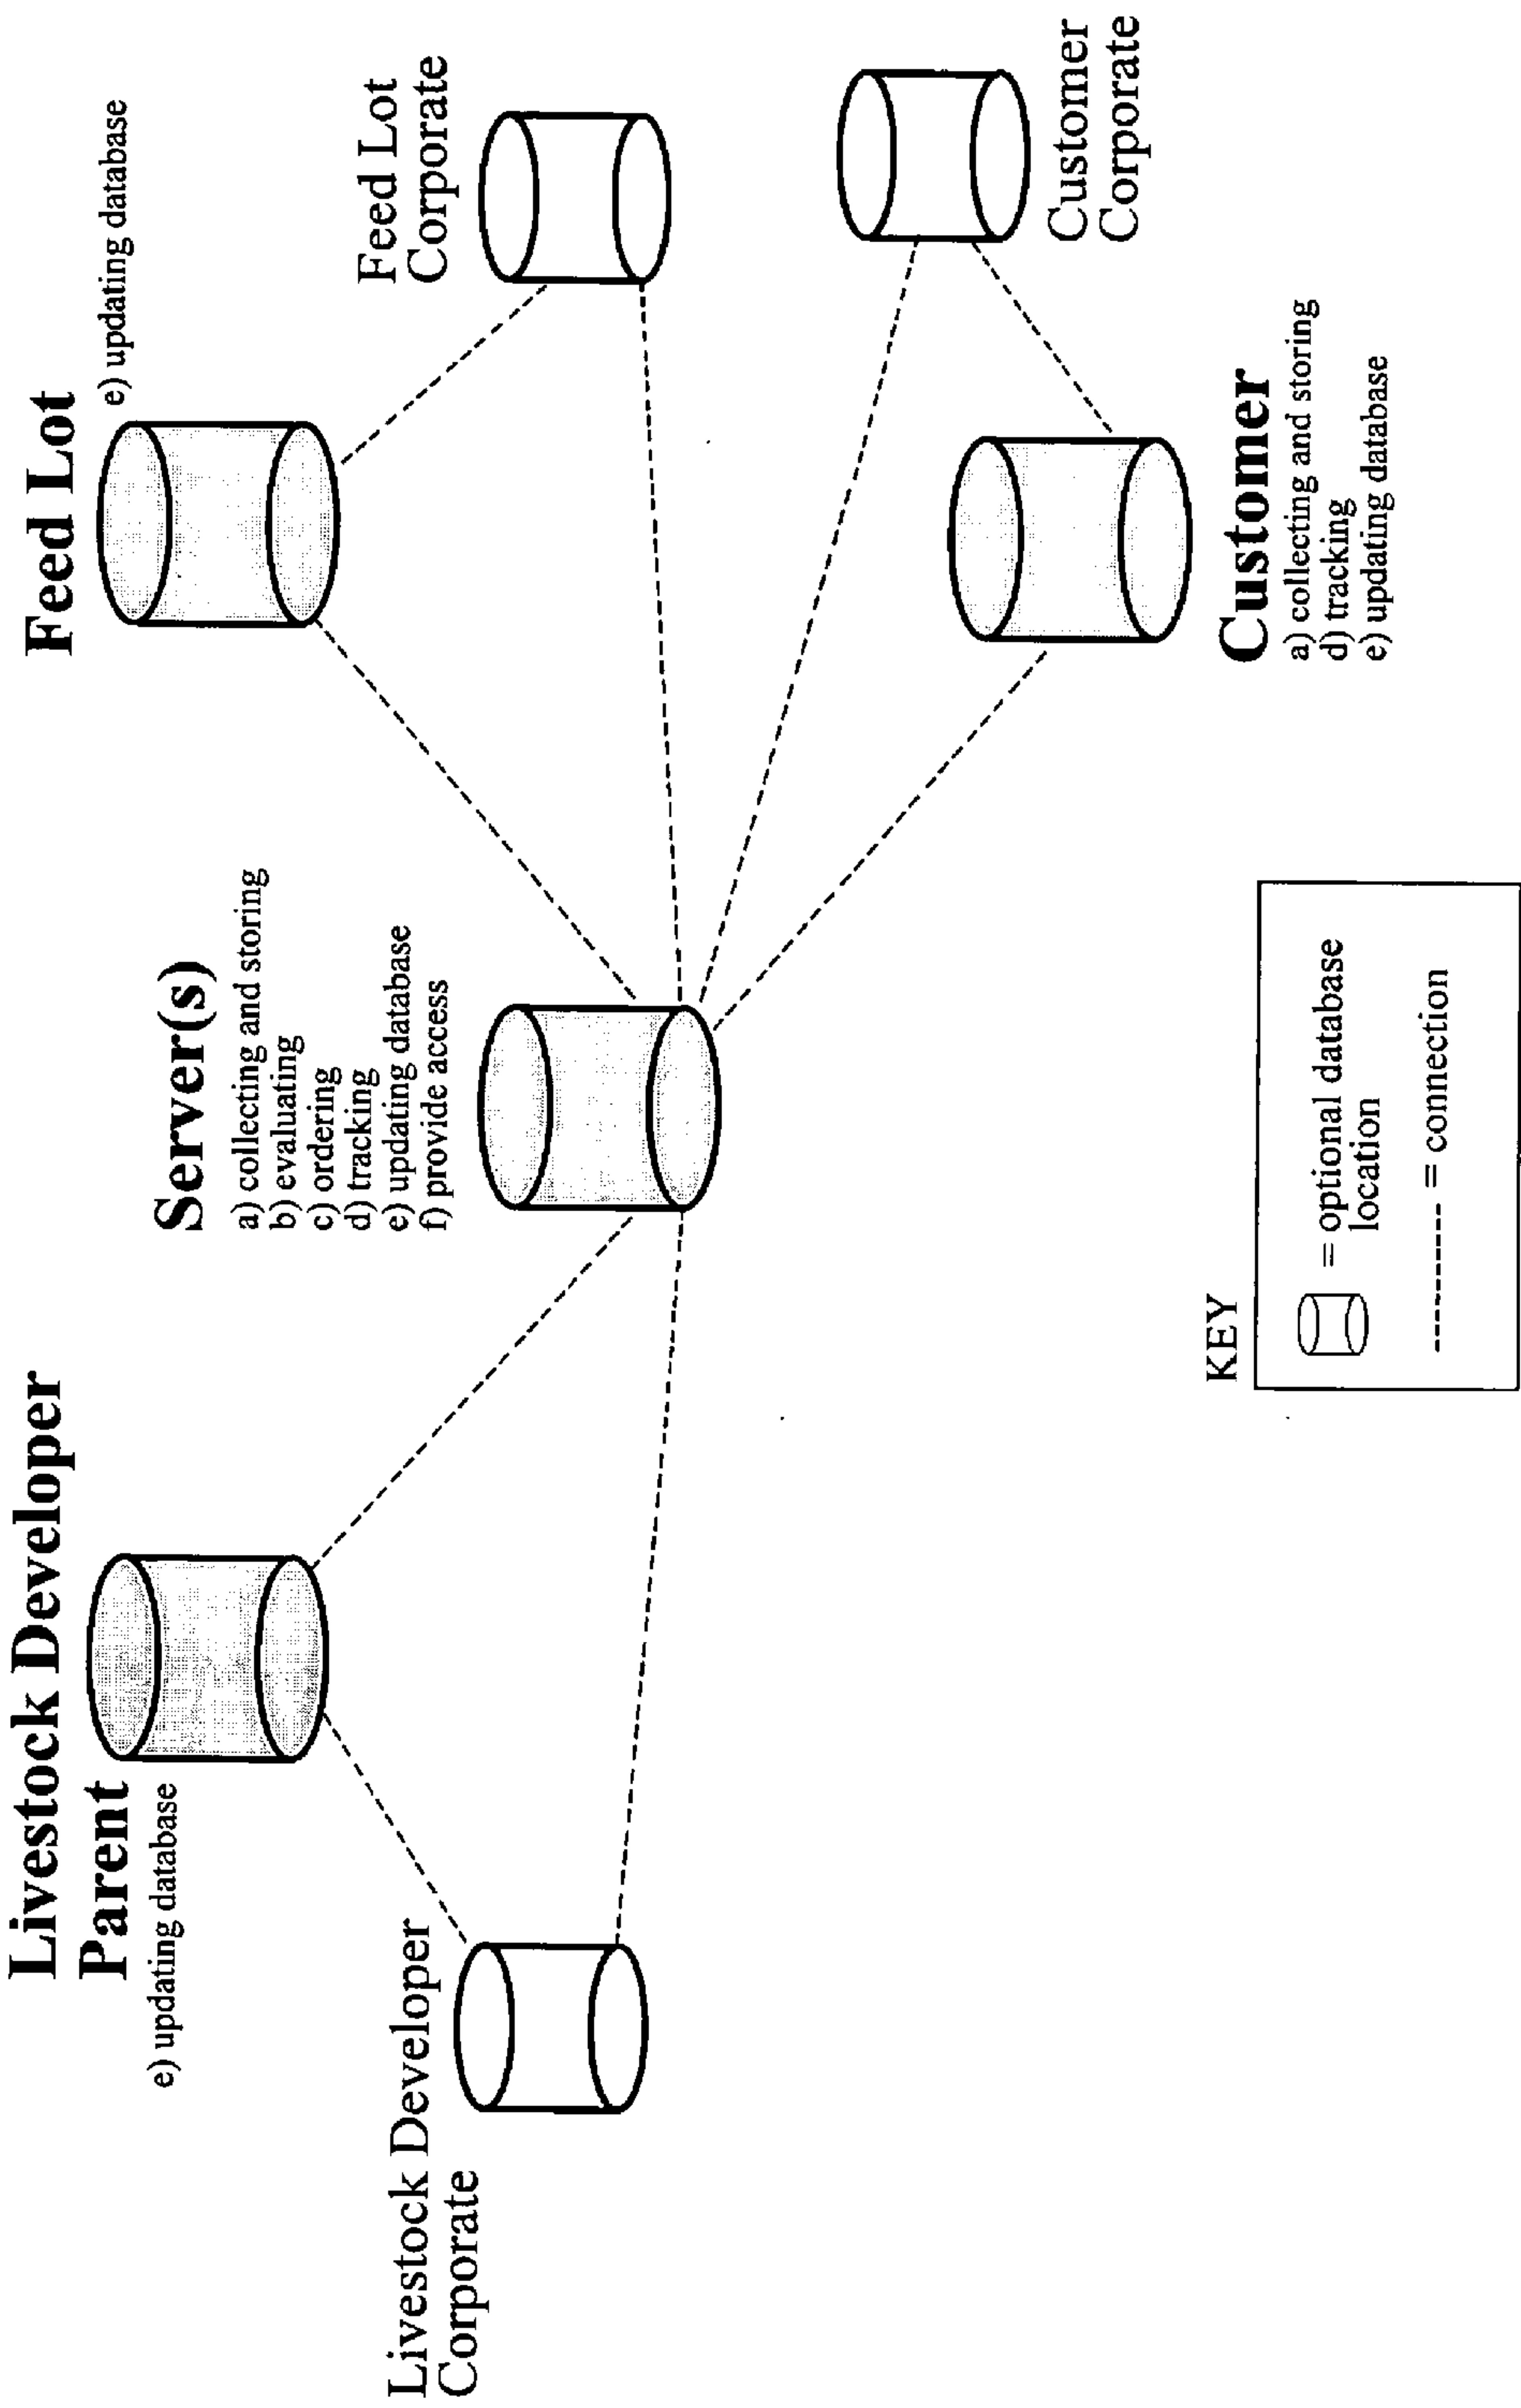 Livestock Developer
Parent
e) updating database
Livestock Developer
Corporate
Server(s)
a) collecting and storing
b) evaluating
c) ordering
d) tracking
e) updating database
f) provide access
Feed Lot
e) updating database
Feed Lot
Corporate
Customer
Corporate
Customer
a) collecting and storing
d) tracking
e) updating database
KEY
= optional database
location
--------- = connection